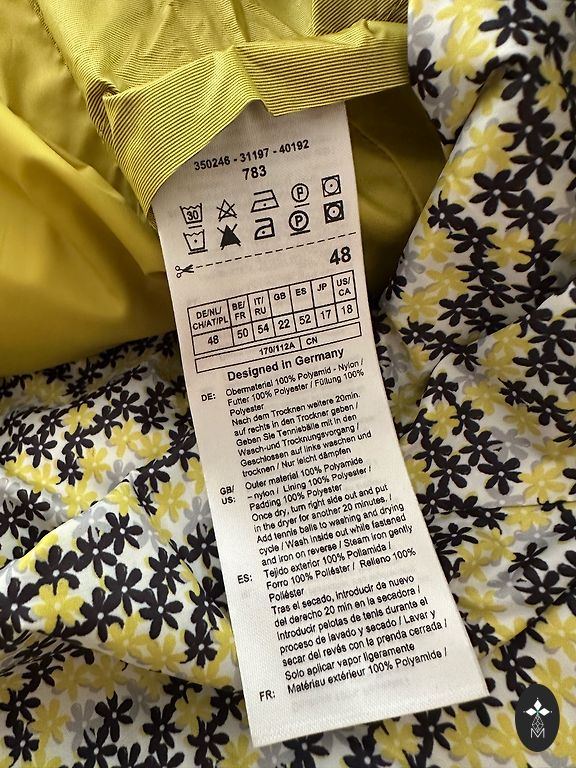 350246 - 31197 - 40192
783
30
P
P
48
DE/NL/ CH/AT/PL BE/ FR IT/ RU GB ES JP US/ CA
48 50 54 22 52 17 18
170/112A CN
Designed in Germany
DE: Obermaterial 100% Polyamid - Nylon /
Futter 100% Polyester / Füllung 100%
Polyester
Nach dem Trocknen weitere 20min.
auf rechts in den Trockner geben /
Geben Sie Tennisbälle mit in den
Wasch-und Trocknungsvorgang /
Geschlossen auf links waschen und
trocknen / Nur leicht dämpfen
GB/ US: Outer material 100% Polyamide
– nylon / Lining 100% Polyester /
Padding 100% Polyester
Once dry, turn right side out and put
in the dryer for another 20 minutes. /
Add tennis balls to washing and drying
cycle / Wash inside out while fastened
and iron on reverse / Steam iron gently
ES: Tejido exterior 100% Poliamida /
Forro 100% Poliéster / Relleno 100%
Poliéster
Tras el secado, introducir de nuevo
del derecho 20 min en la secadora /
Introducir pelotas de tenis durante el
proceso de lavado y secado / Lavar y
secar del revés con la prenda cerrada /
Solo aplicar vapor ligeramente
FR: Matériau extérieur 100% Polyamide /
M